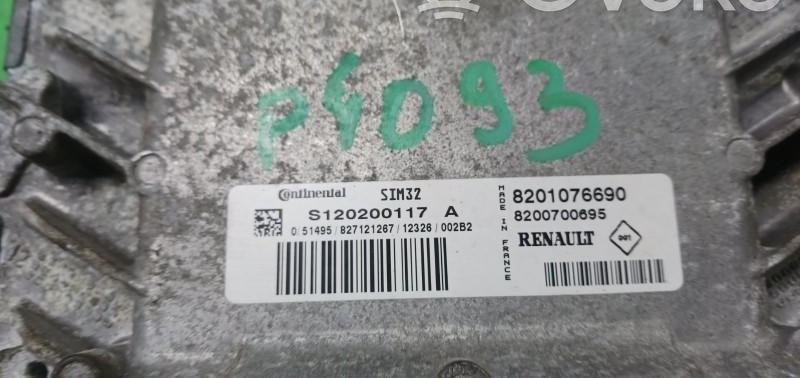 P4093
Continental SIM32
S120200117 A
0/51495/827121267/12326/002B2
MADE IN FRANCE
8201076690
8200700695
RENAULT